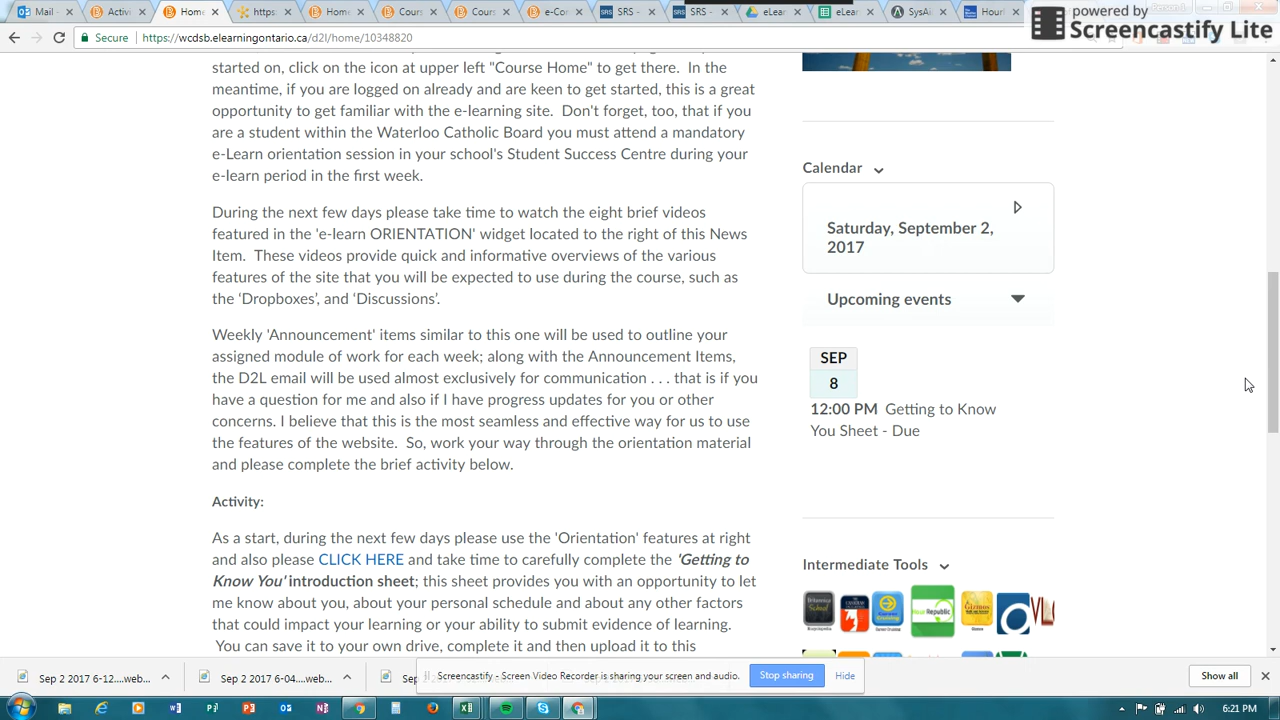 Mail
Activi
Home
https
Cours
e-Cou
SRS -
SRS -
eLear
eLear
SysAi
Hourl
powered by
Screencastify Lite
Secure
https://wcdsb.elearningontario.ca/d2l/
on, click on the icon at upper left "Course Home" to get there. In the
meantime, if you are logged on already and are keen to get started, this is a great
opportunity to get familiar with the e-learning site. Don't forget, too, that if you
are a student within the Waterloo Catholic Board you must attend a mandatory
e-Learn orientation session in your school's Student Success Centre during your
e-learn period in the first week.
During the next few days please take time to watch the eight brief videos
featured in the 'e-learn ORIENTATION' widget located to the right of this News
Item. These videos provide quick and informative overviews of the various
features of the site that you will be expected to use during the course, such as
the 'Dropboxes', and 'Discussions'.
Weekly 'Announcement' items similar to this one will be used to outline your
assigned module of work for each week; along with the Announcement Items,
the D2L email will be used almost exclusively for communication . . . that is if you
have a question for me and also if I have progress updates for you or other
concerns. I believe that this is the most seamless and effective way for us to use
the features of the website. So, work your way through the orientation material
and please complete the brief activity below.
Activity:
As a start, during the next few days please use the 'Orientation' features at right
and also please CLICK HERE and take time to carefully complete the 'Getting to
Know You' introduction sheet; this sheet provides you with an opportunity to let
me know about you, about your personal schedule and about any other factors
that could impact your learning or your ability to submit evidence of learning.
You can save it to your own drive, complete it and then upload it to this
Calendar
Saturday, September 2,
2017
Upcoming events
SEP
8
12:00 PM Getting to Know
You Sheet - Due
Intermediate Tools
Sep 2 2017 6-04....webm
Screencastify - Screen Video Recorder is sharing your screen and audio.
Stop sharing
Hide
Show all
6:21 PM